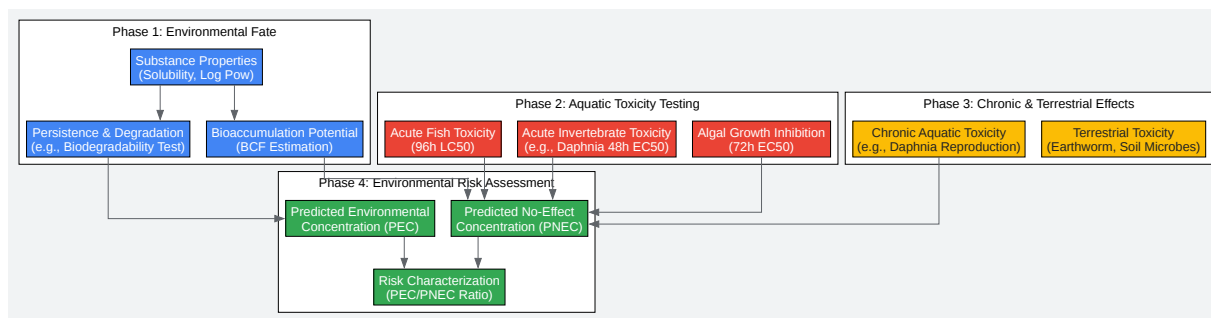 Phase 1: Environmental Fate
Substance Properties
(Solubility, Log Pow)
Persistence & Degradation
(e.g., Biodegradability Test)
Bioaccumulation Potential
(BCF Estimation)
Phase 2: Aquatic Toxicity Testing
Acute Fish Toxicity
(96h LC50)
Acute Invertebrate Toxicity
(e.g., Daphnia 48h EC50)
Algal Growth Inhibition
(72h EC50)
Phase 3: Chronic & Terrestrial Effects
Chronic Aquatic Toxicity
(e.g., Daphnia Reproduction)
Terrestrial Toxicity
(Earthworm, Soil Microbes)
Phase 4: Environmental Risk Assessment
Predicted Environmental
Concentration (PEC)
Predicted No-Effect
Concentration (PNEC)
Risk Characterization
(PEC/PNEC Ratio)